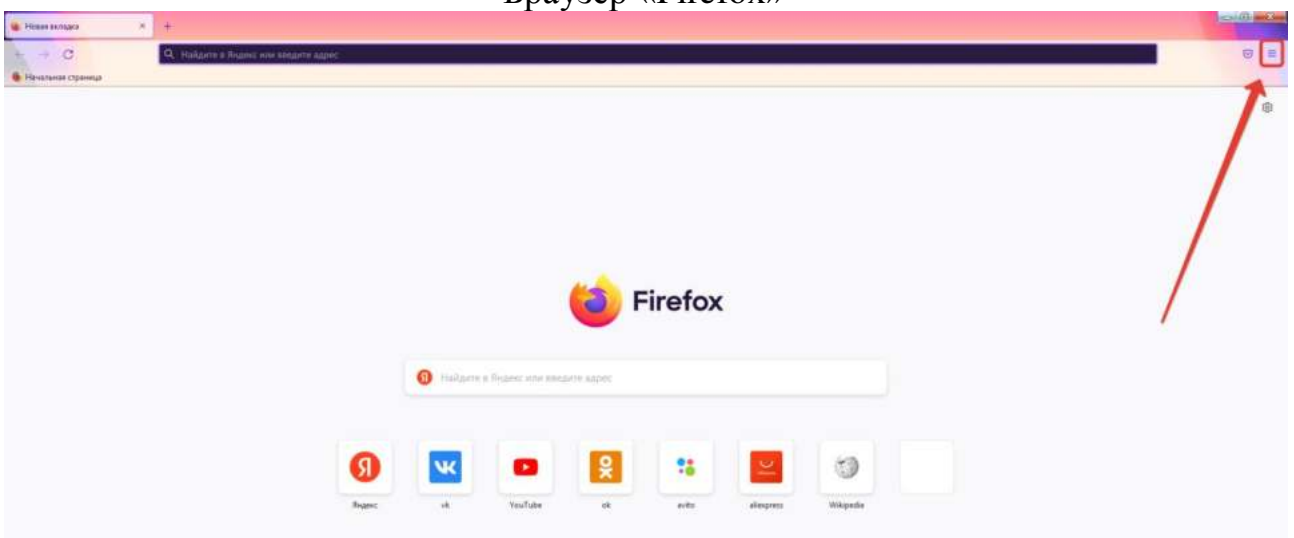 Браузер «Firefox»
Новая вкладка
Найдите в Яндекс или введите адрес
Начальная страница
Firefox
Найдите в Яндекс или введите адрес
Яндекс vk YouTube ok avito aliexpress Wikipedia